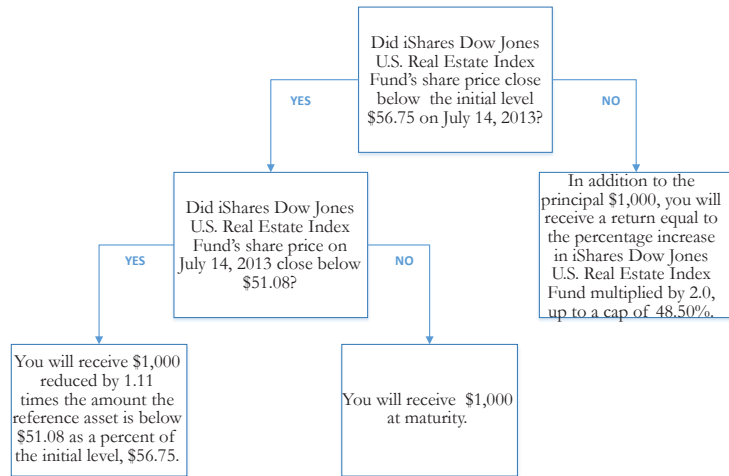 Did iShares Dow Jones
U.S. Real Estate Index
Fund's share price close
below the initial level
$56.75 on July 14, 2013?
YES
NO
Did iShares Dow Jones
U.S. Real Estate Index
Fund's share price on
July 14, 2013 close below
$51.08?
In addition to the
principal $1,000, you will
receive a return equal to
the percentage increase
in iShares Dow Jones
U.S. Real Estate Index
Fund multiplied by 2.0,
up to a cap of 48.50%.
YES
NO
You will receive $1,000
reduced by 1.11
times the amount the
reference asset is below
$51.08 as a percent of
the initial level, $56.75.
You will receive $1,000
at maturity.